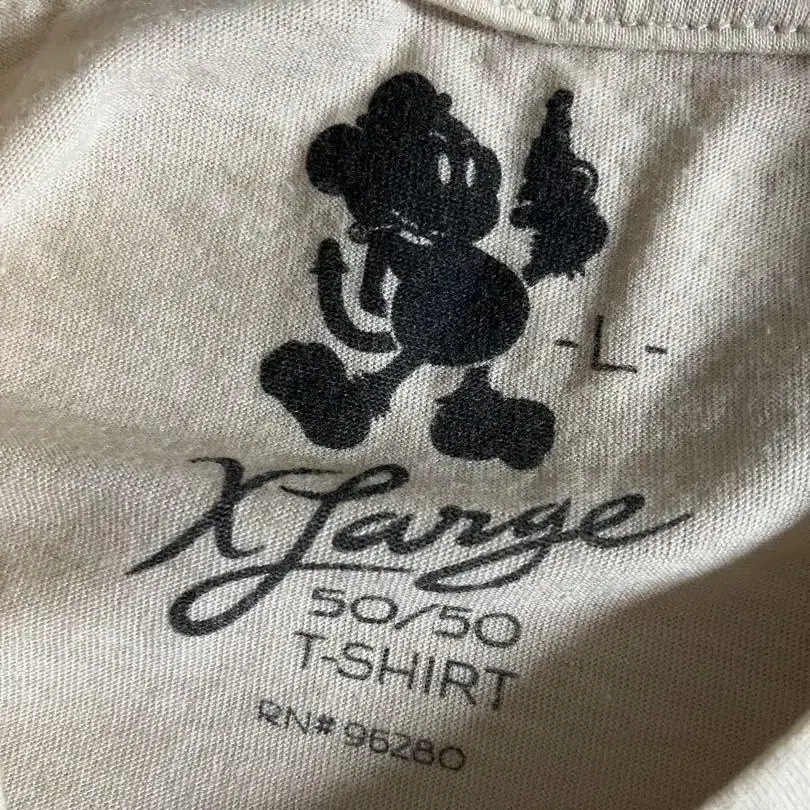 -L-
XLarge
50/50
T-SHIRT
RN# 96280